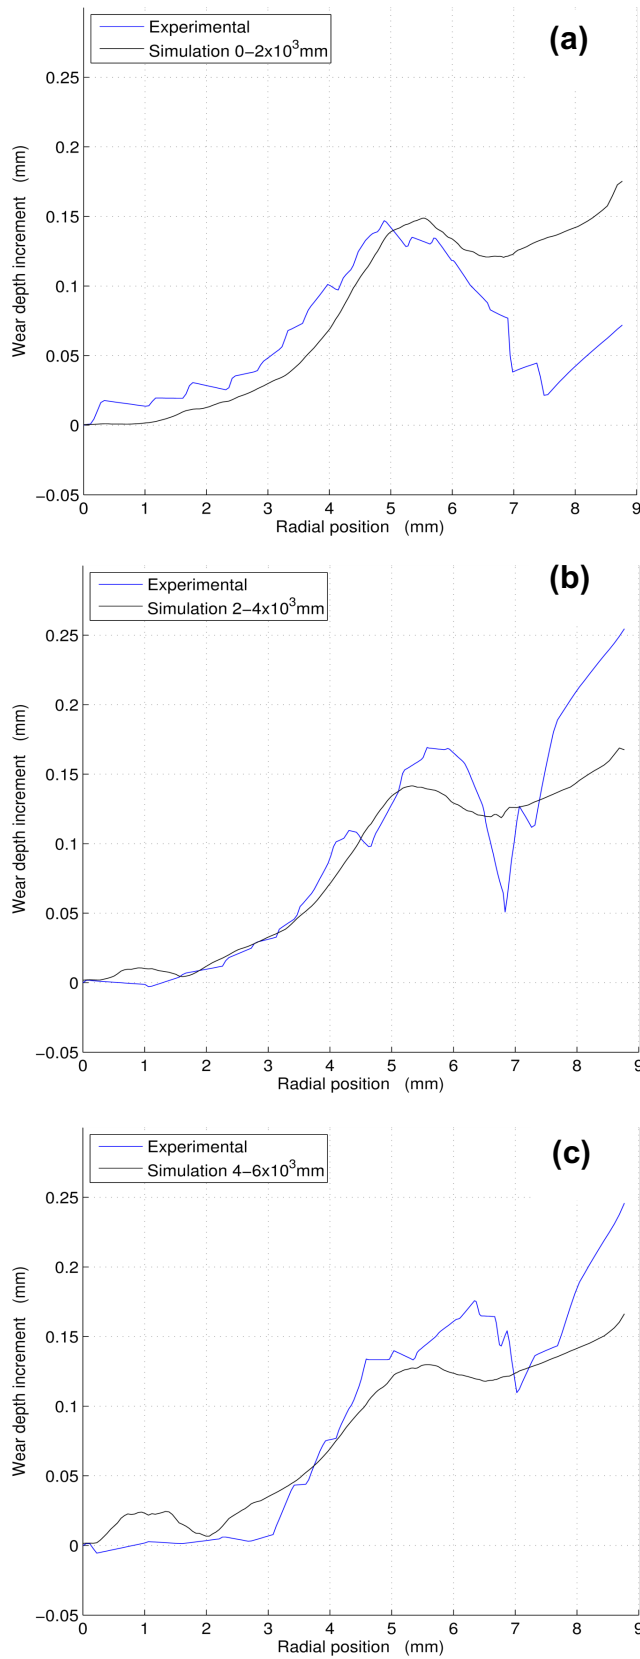 (a)
Experimental
Simulation 0−2x10³mm
0.25
0.2
0.15
0.1
0.05
0
−0.05
Wear depth increment (mm)
0 1 2 3 4 5 6 7 8 9
Radial position (mm)
(b)
Experimental
Simulation 2−4x10³mm
0.25
0.2
0.15
0.1
0.05
0
−0.05
Wear depth increment (mm)
0 1 2 3 4 5 6 7 8 9
Radial position (mm)
(c)
Experimental
Simulation 4−6x10³mm
0.25
0.2
0.15
0.1
0.05
0
−0.05
Wear depth increment (mm)
0 1 2 3 4 5 6 7 8 9
Radial position (mm)